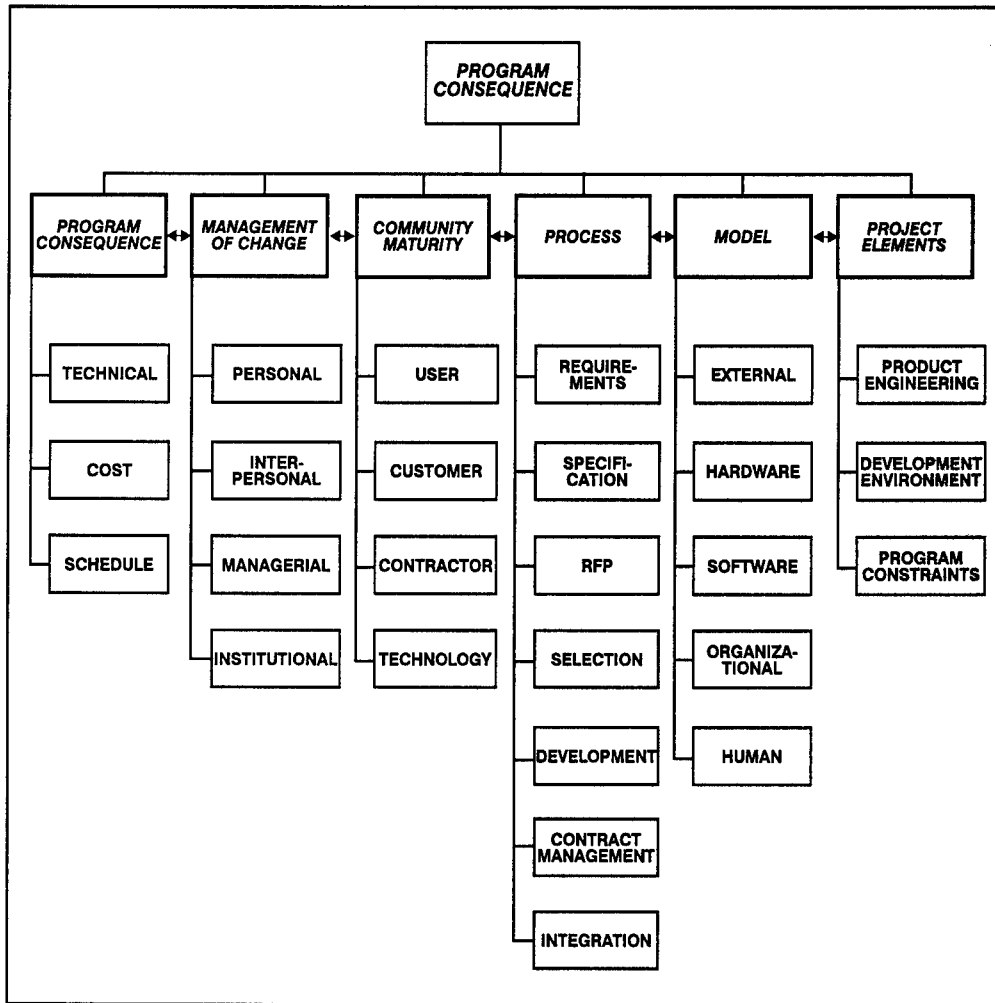 PROGRAM
CONSEQUENCE
PROGRAM
CONSEQUENCE
MANAGEMENT
OF CHANGE
COMMUNITY
MATURITY
PROCESS
MODEL
PROJECT
ELEMENTS
TECHNICAL
COST
SCHEDULE
PERSONAL
INTER-
PERSONAL
MANAGERIAL
INSTITUTIONAL
USER
CUSTOMER
CONTRACTOR
TECHNOLOGY
REQUIRE-
MENTS
SPECIFI-
CATION
RFP
SELECTION
DEVELOPMENT
CONTRACT
MANAGEMENT
INTEGRATION
EXTERNAL
HARDWARE
SOFTWARE
ORGANIZA-
TIONAL
HUMAN
PRODUCT
ENGINEERING
DEVELOPMENT
ENVIRONMENT
PROGRAM
CONSTRAINTS